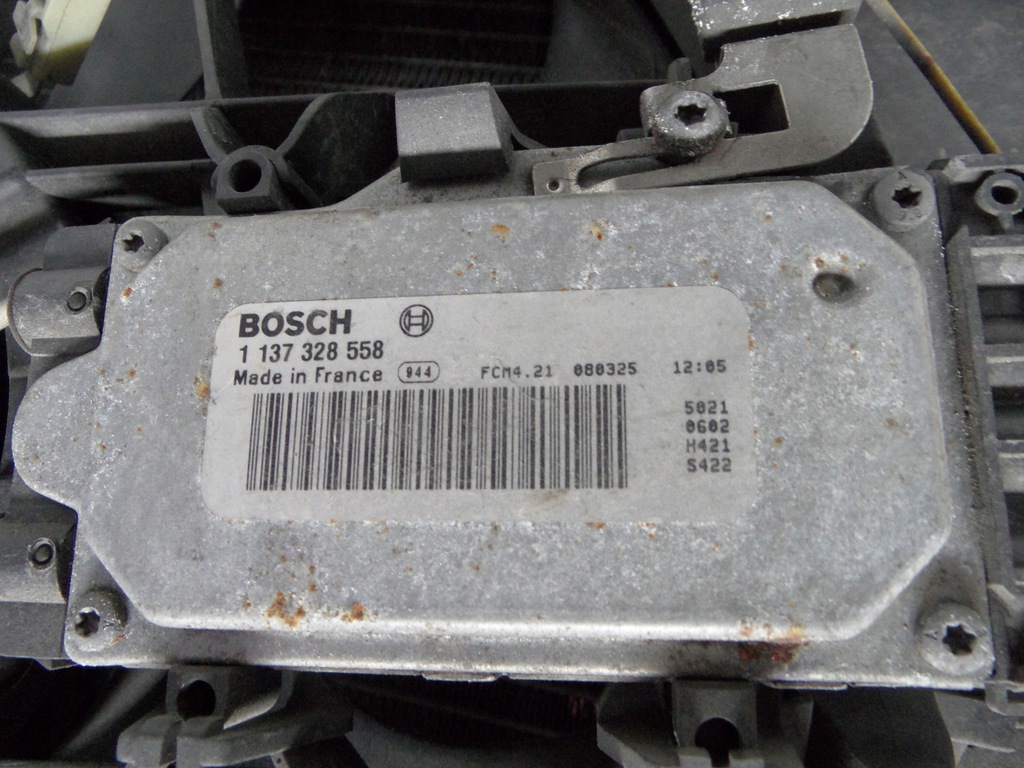 BOSCH
1 137 328 558
Made in France 944 FCM4.21 080325 12:05
5021
0602
H421
S422